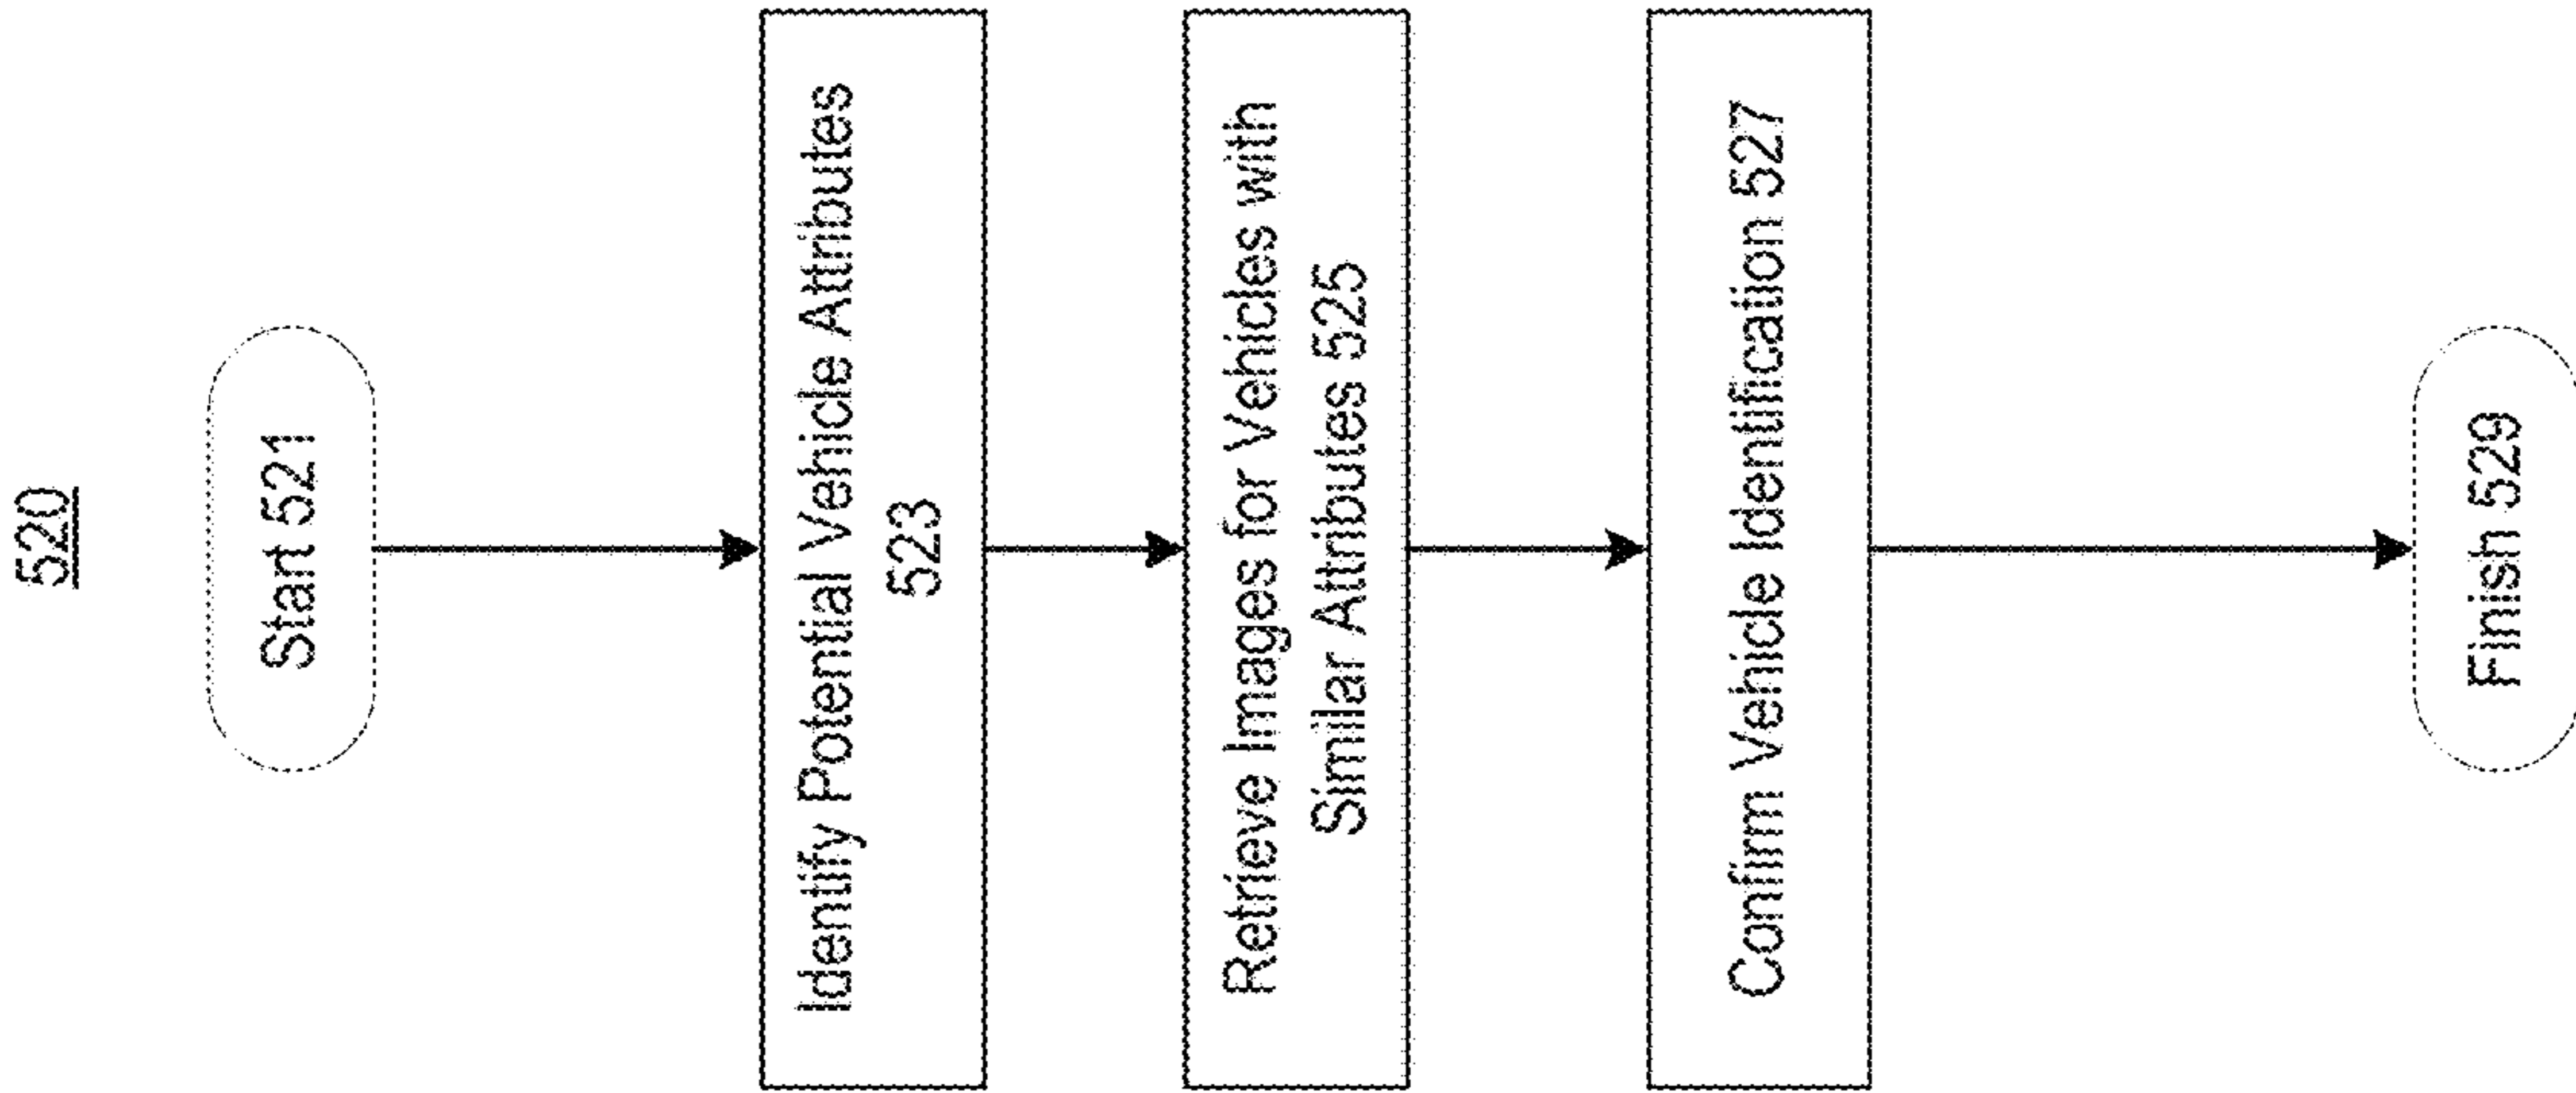 520
Start 521
Identify Potential Vehicle Attributes
523
Retrieve Images for Vehicles with
Similar Attributes 525
Confirm Vehicle Identification 527
Finish 529